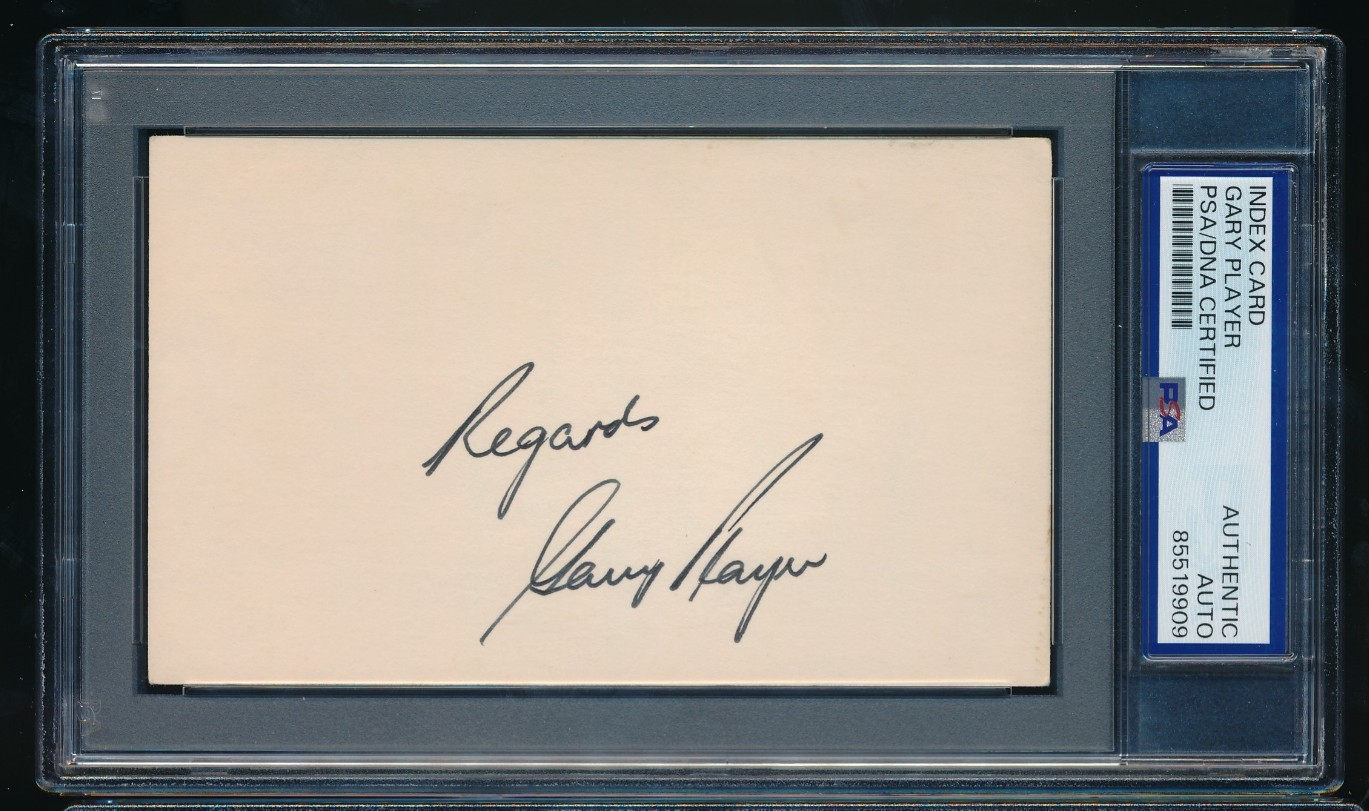 Regards
Gary Player
INDEX CARD
GARY PLAYER
PSA/DNA CERTIFIED
PSA
AUTHENTIC
AUTO
85519909